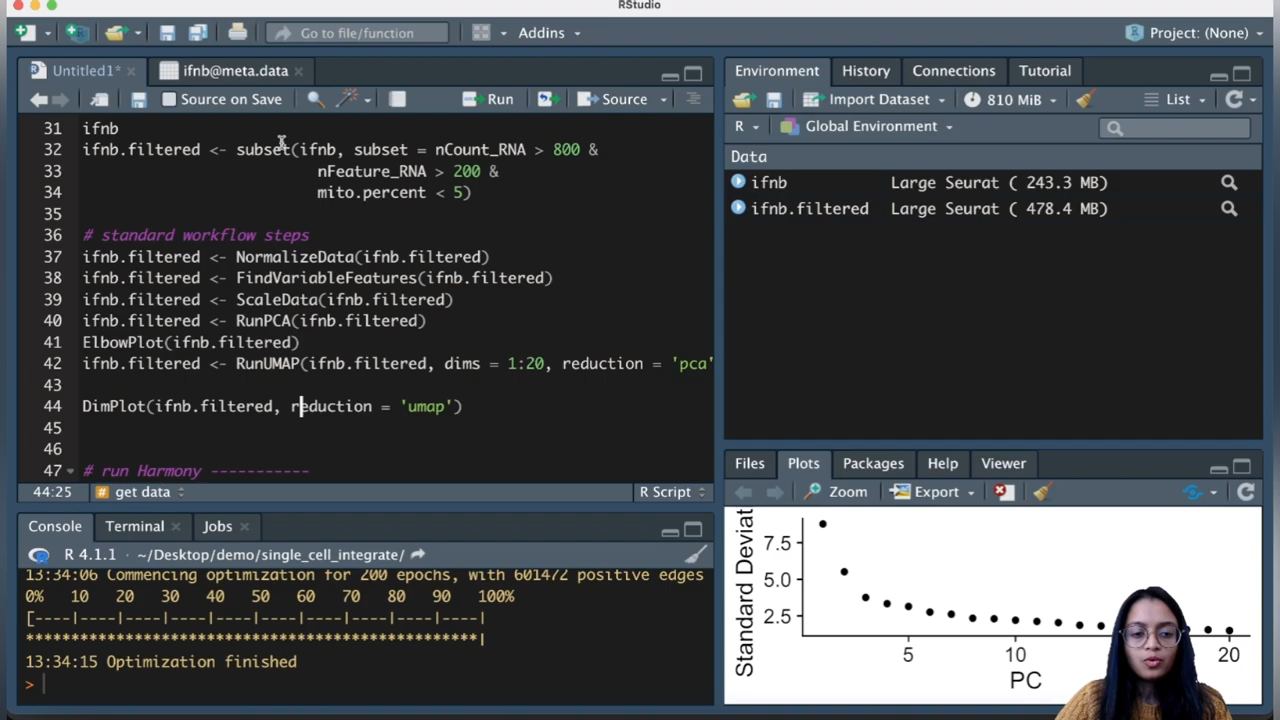 RStudio
Go to file/function
Addins
Project: (None)
Untitled1*
ifnb@meta.data
Source on Save
Run
Source
31 ifnb
32 ifnb.filtered <- subset(ifnb, subset = nCount_RNA > 800 &
33 nFeature_RNA > 200 &
34 mito.percent < 5)
35
36 # standard workflow steps
37 ifnb.filtered <- NormalizeData(ifnb.filtered)
38 ifnb.filtered <- FindVariableFeatures(ifnb.filtered)
39 ifnb.filtered <- ScaleData(ifnb.filtered)
40 ifnb.filtered <- RunPCA(ifnb.filtered)
41 ElbowPlot(ifnb.filtered)
42 ifnb.filtered <- RunUMAP(ifnb.filtered, dims = 1:20, reduction = 'pca'
43
44 DimPlot(ifnb.filtered, reduction = 'umap')
45
46
47 # run Harmony -----------
44:25
# get data
R Script
Console
Terminal
Jobs
R 4.1.1 · ~/Desktop/demo/single_cell_integrate/
13:34:06 Commencing optimization for 200 epochs, with 601472 positive edges
0% 10 20 30 40 50 60 70 80 90 100%
[----|----|----|----|----|----|----|----|----|----|
**************************************************|
13:34:15 Optimization finished
>
Environment
History
Connections
Tutorial
Import Dataset
810 MiB
List
R
Global Environment
Data
ifnb Large Seurat ( 243.3 MB)
ifnb.filtered Large Seurat ( 478.4 MB)
Files
Plots
Packages
Help
Viewer
Zoom
Export
Standard Deviat
7.5
5.0
2.5
5
10
20
PC